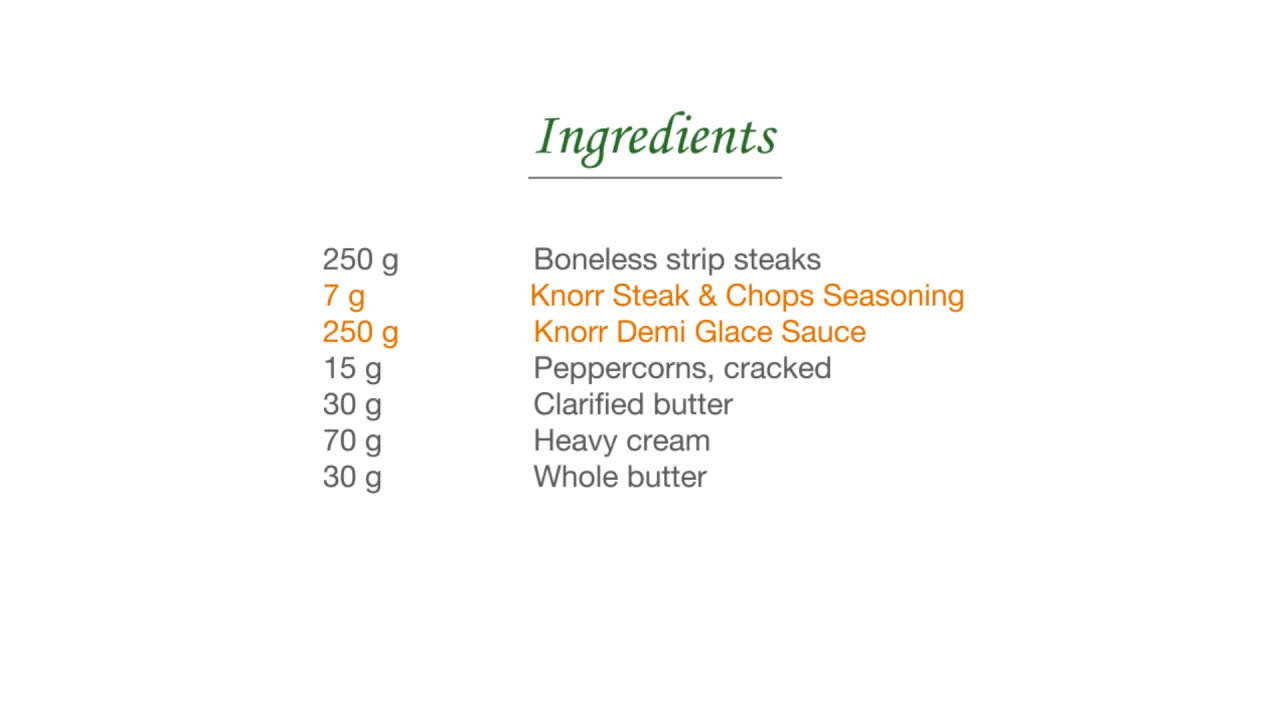 Ingredients
250 g Boneless strip steaks
7 g Knorr Steak & Chops Seasoning
250 g Knorr Demi Glace Sauce
15 g Peppercorns, cracked
30 g Clarified butter
70 g Heavy cream
30 g Whole butter